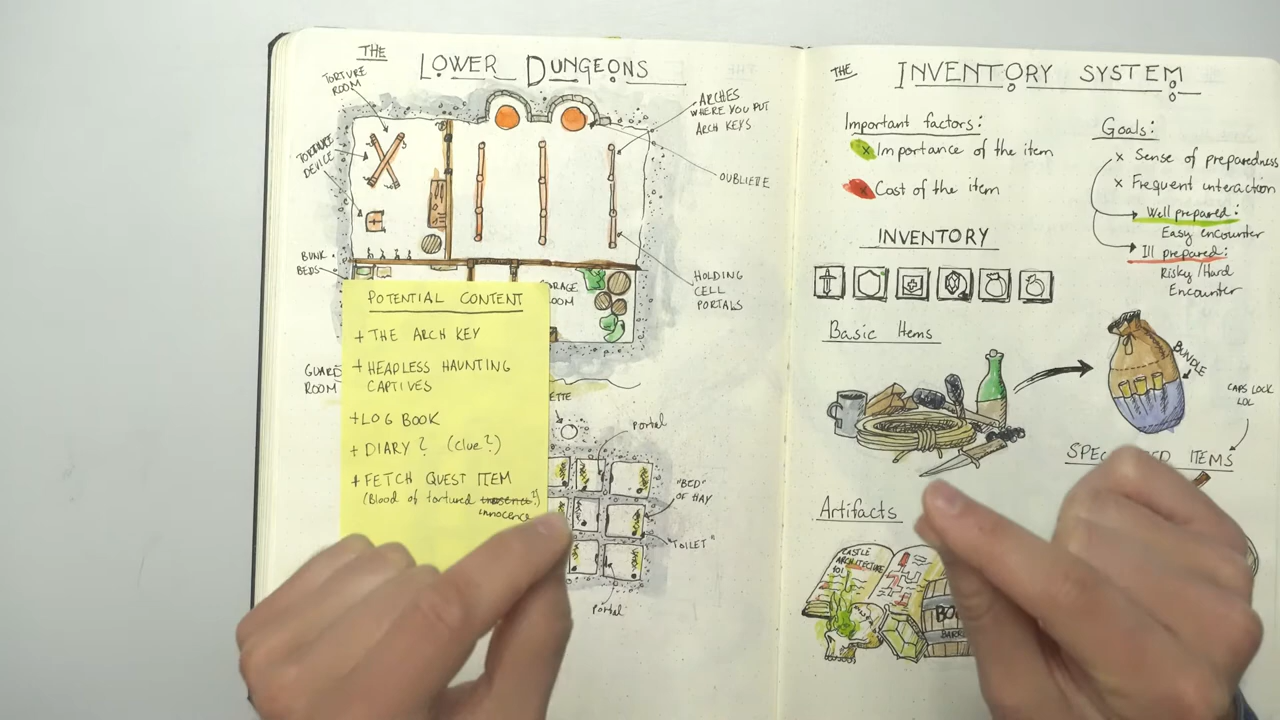 THE LOWER DUNGEONS
TORTURE
ROOM
TORTURE
DEVICE
BUNK
BEDS
GUARD
ROOM
ARCHES
WHERE YOU PUT
ARCH KEYS
OUBLIETTE
HOLDING
CELL
PORTALS
ROOM
POTENTIAL CONTENT
+ THE ARCH KEY
+ HEADLESS HAUNTING
CAPTIVES
+ LOG BOOK
+ DIARY? (Clue?)
+ FETCH QUEST ITEM
(Blood of tortured
innocence
Portal
"BED"
OF HAY
"TOILET"
Portal
THE INVENTORY SYSTEM
Important factors:
x Importance of the item
x Cost of the item
Goals:
x Sense of preparedness
x Frequent interaction
Well prepared:
Easy encounter
Ill prepared:
Risky/Hard
Encounter
INVENTORY
Basic Items
BUNDLE
CAPS LOCK
LOL
ITEMS
Artifacts
CASTLE
ARCHITECTURE
101